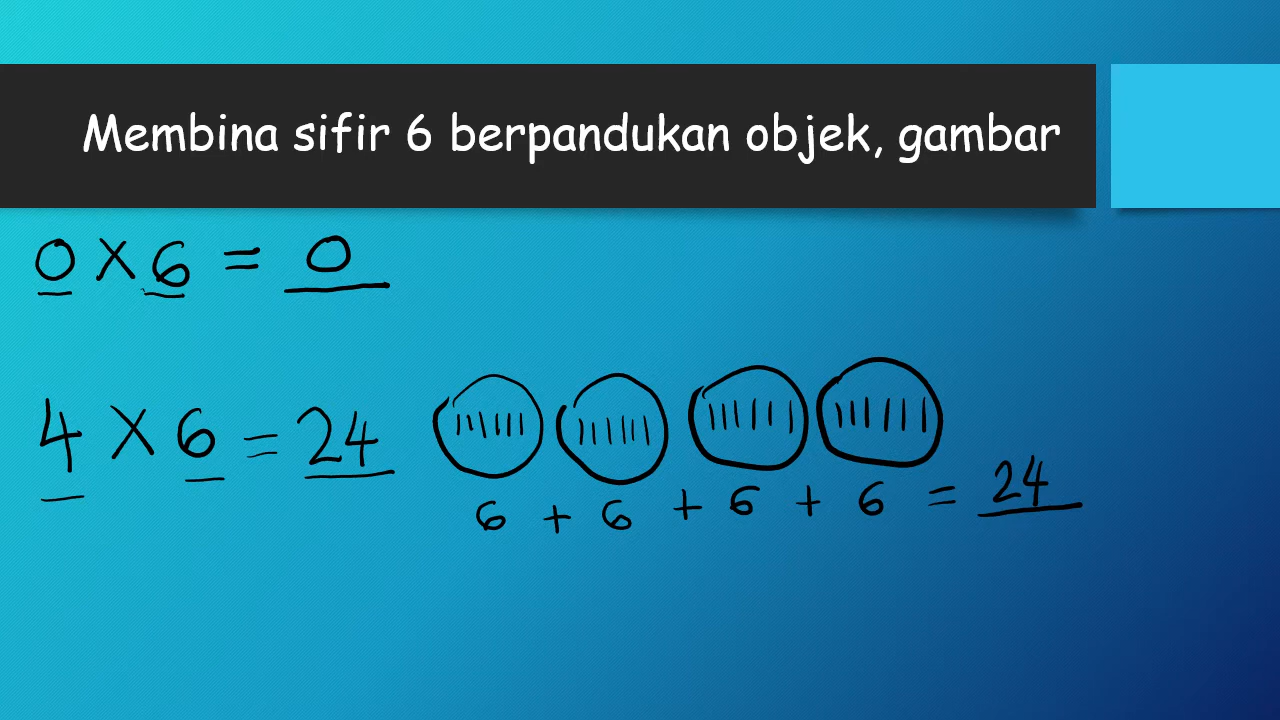 Membina sifir 6 berpandukan objek, gambar
0 X 6 = 0
4 X 6 = 24
6 + 6 + 6 + 6 = 24